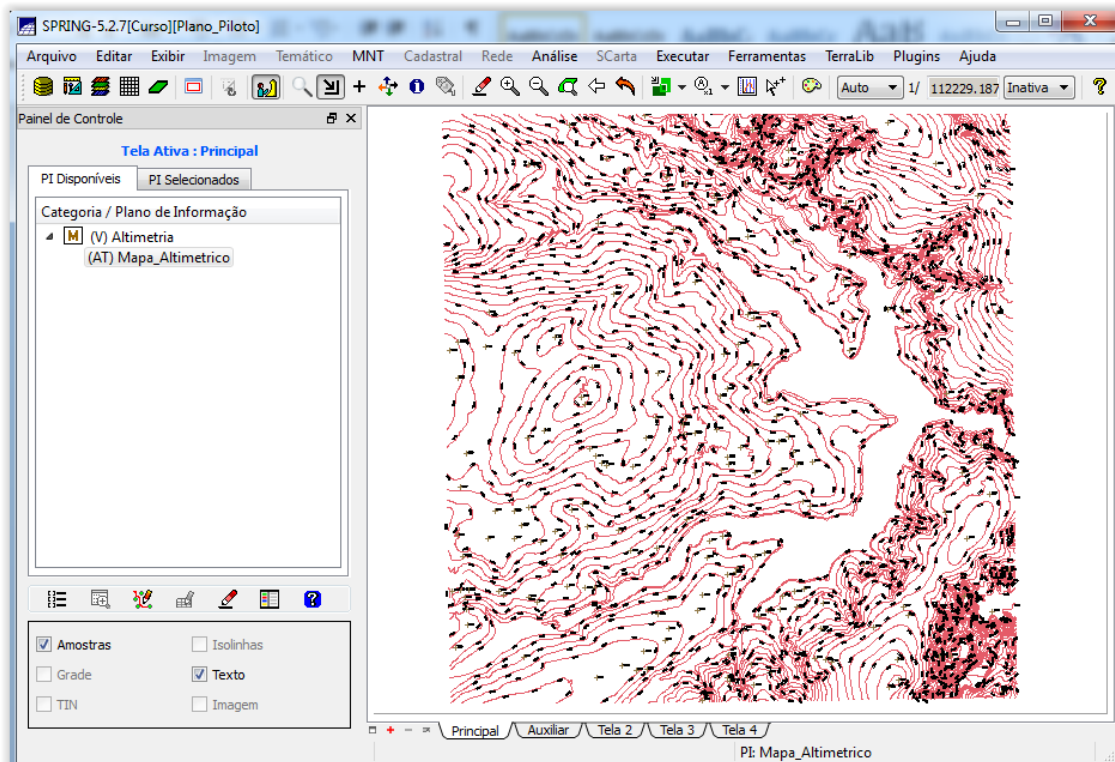 SPRING-5.2.7[Curso][Plano_Piloto]
Arquivo Editar Exibir Imagem Temático MNT Cadastral Rede Análise SCarta Executar Ferramentas TerraLib Plugins Ajuda
Auto 1/ 112229.187 Inativa
Painel de Controle
Tela Ativa : Principal
PI Disponíveis PI Selecionados
Categoria / Plano de Informação
M (V) Altimetria
(AT) Mapa_Altimetrico
Amostras Isolinhas
Grade Texto
TIN Imagem
Principal Auxiliar Tela 2 Tela 3 Tela 4
PI: Mapa_Altimetrico